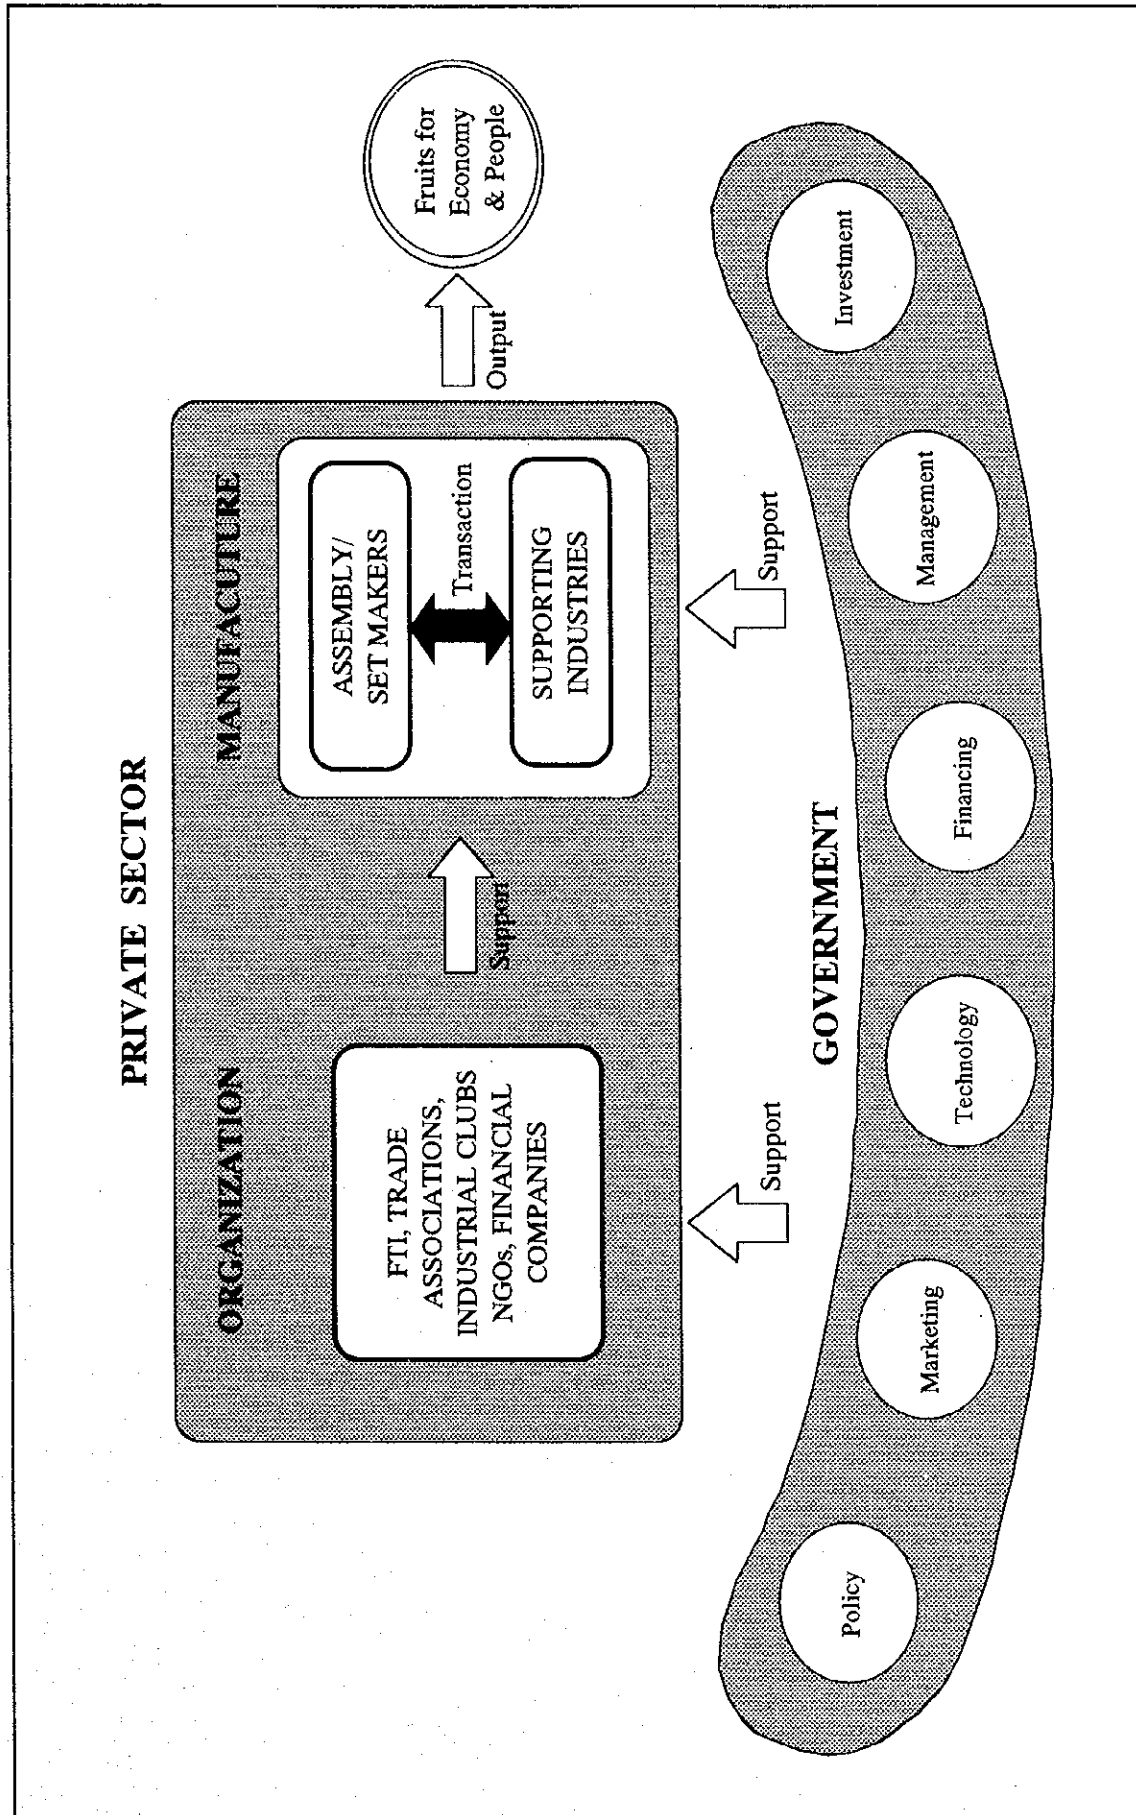 PRIVATE SECTOR
ORGANIZATION
MANUFACUTURE
FTI, TRADE
ASSOCIATIONS,
INDUSTRIAL CLUBS
NGOs, FINANCIAL
COMPANIES
Support
ASSEMBLY/
SET MAKERS
Transaction
SUPPORTING
INDUSTRIES
Output
Fruits for
Economy
& People
Support
Support
GOVERNMENT
Policy
Marketing
Technology
Financing
Management
Investment